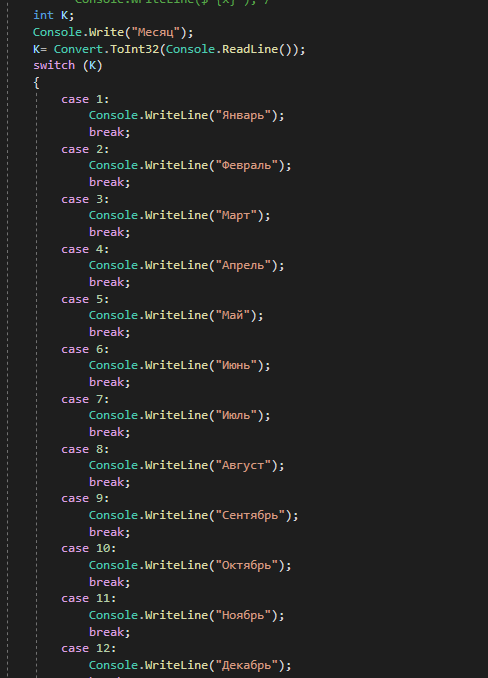 Console.WriteLine($"{x}");*/
int K;
Console.Write("Месяц");
K= Convert.ToInt32(Console.ReadLine());
switch (K)
{
case 1:
Console.WriteLine("Январь");
break;
case 2:
Console.WriteLine("Февраль");
break;
case 3:
Console.WriteLine("Март");
break;
case 4:
Console.WriteLine("Апрель");
break;
case 5:
Console.WriteLine("Май");
break;
case 6:
Console.WriteLine("Июнь");
break;
case 7:
Console.WriteLine("Июль");
break;
case 8:
Console.WriteLine("Август");
break;
case 9:
Console.WriteLine("Сентябрь");
break;
case 10:
Console.WriteLine("Октябрь");
break;
case 11:
Console.WriteLine("Ноябрь");
break;
case 12:
Console.WriteLine("Декабрь");